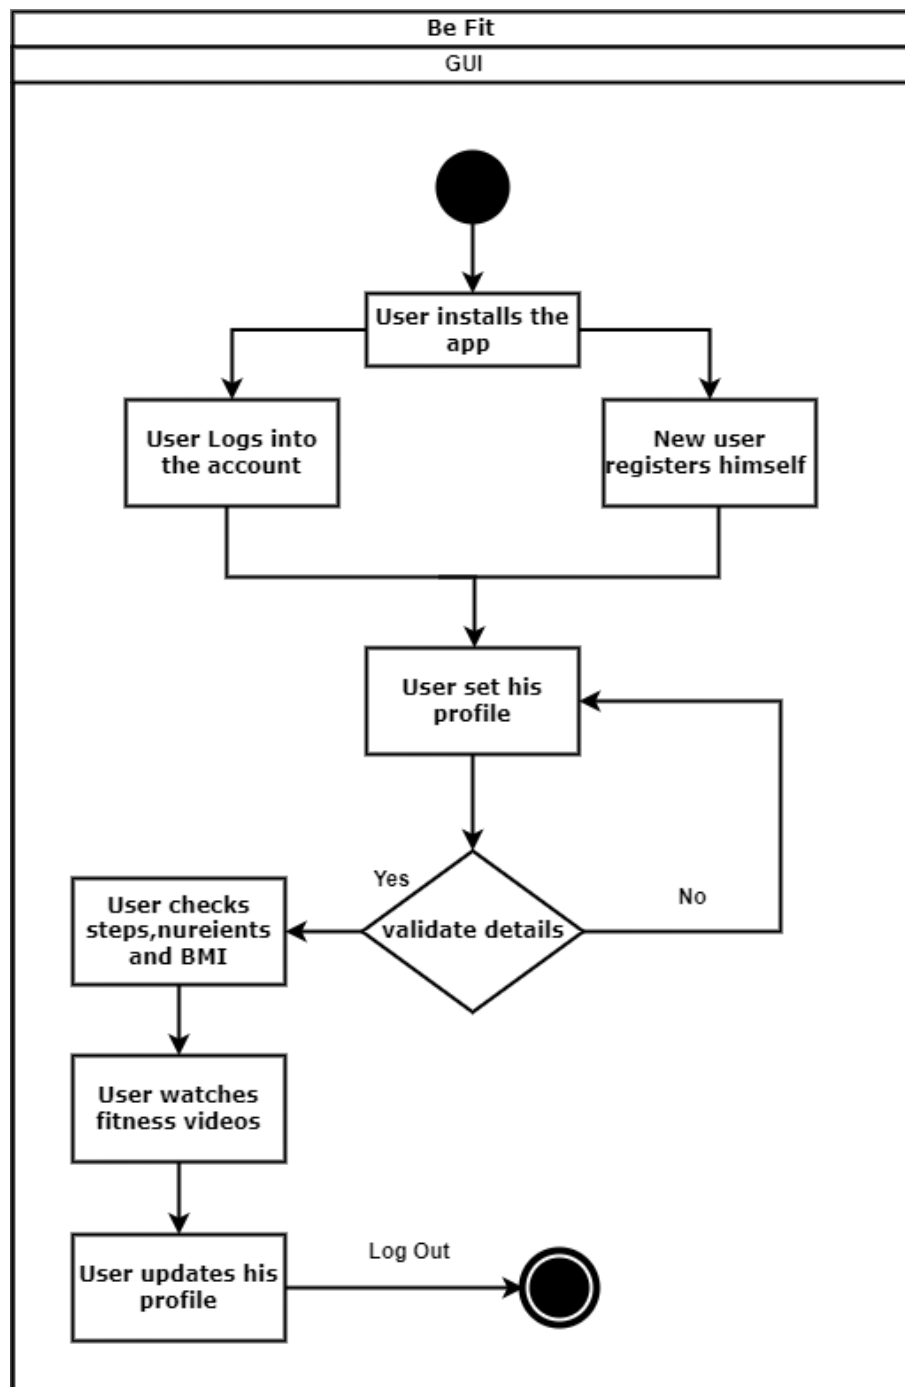 Be Fit
GUI
User installs the
app
User Logs into
the account
New user
registers himself
User set his
profile
Yes
validate details
No
User checks
steps,nureients
and BMI
User watches
fitness videos
User updates his
profile
Log Out